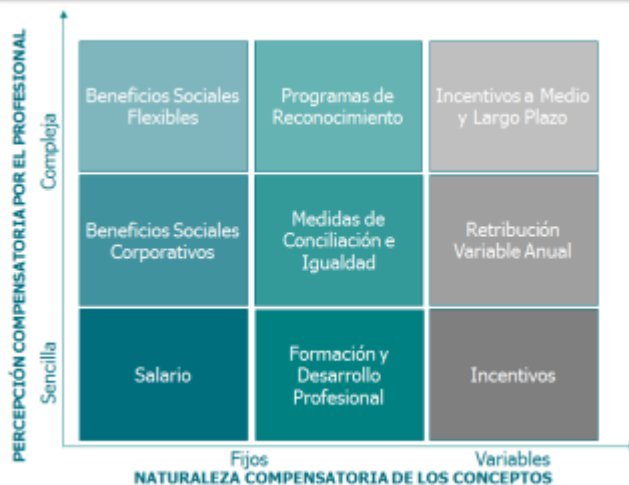 PERCEPCIÓN COMPENSATORIA POR EL PROFESIONAL
Compleja
Sencilla
Beneficios Sociales
Flexibles
Programas de
Reconocimiento
Incentivos a Medio
y Largo Plazo
Beneficios Sociales
Corporativos
Medidas de
Conciliación e
Igualdad
Retribución
Variable Anual
Salario
Formación y
Desarrollo
Profesional
Incentivos
Fijos
Variables
NATURALEZA COMPENSATORIA DE LOS CONCEPTOS